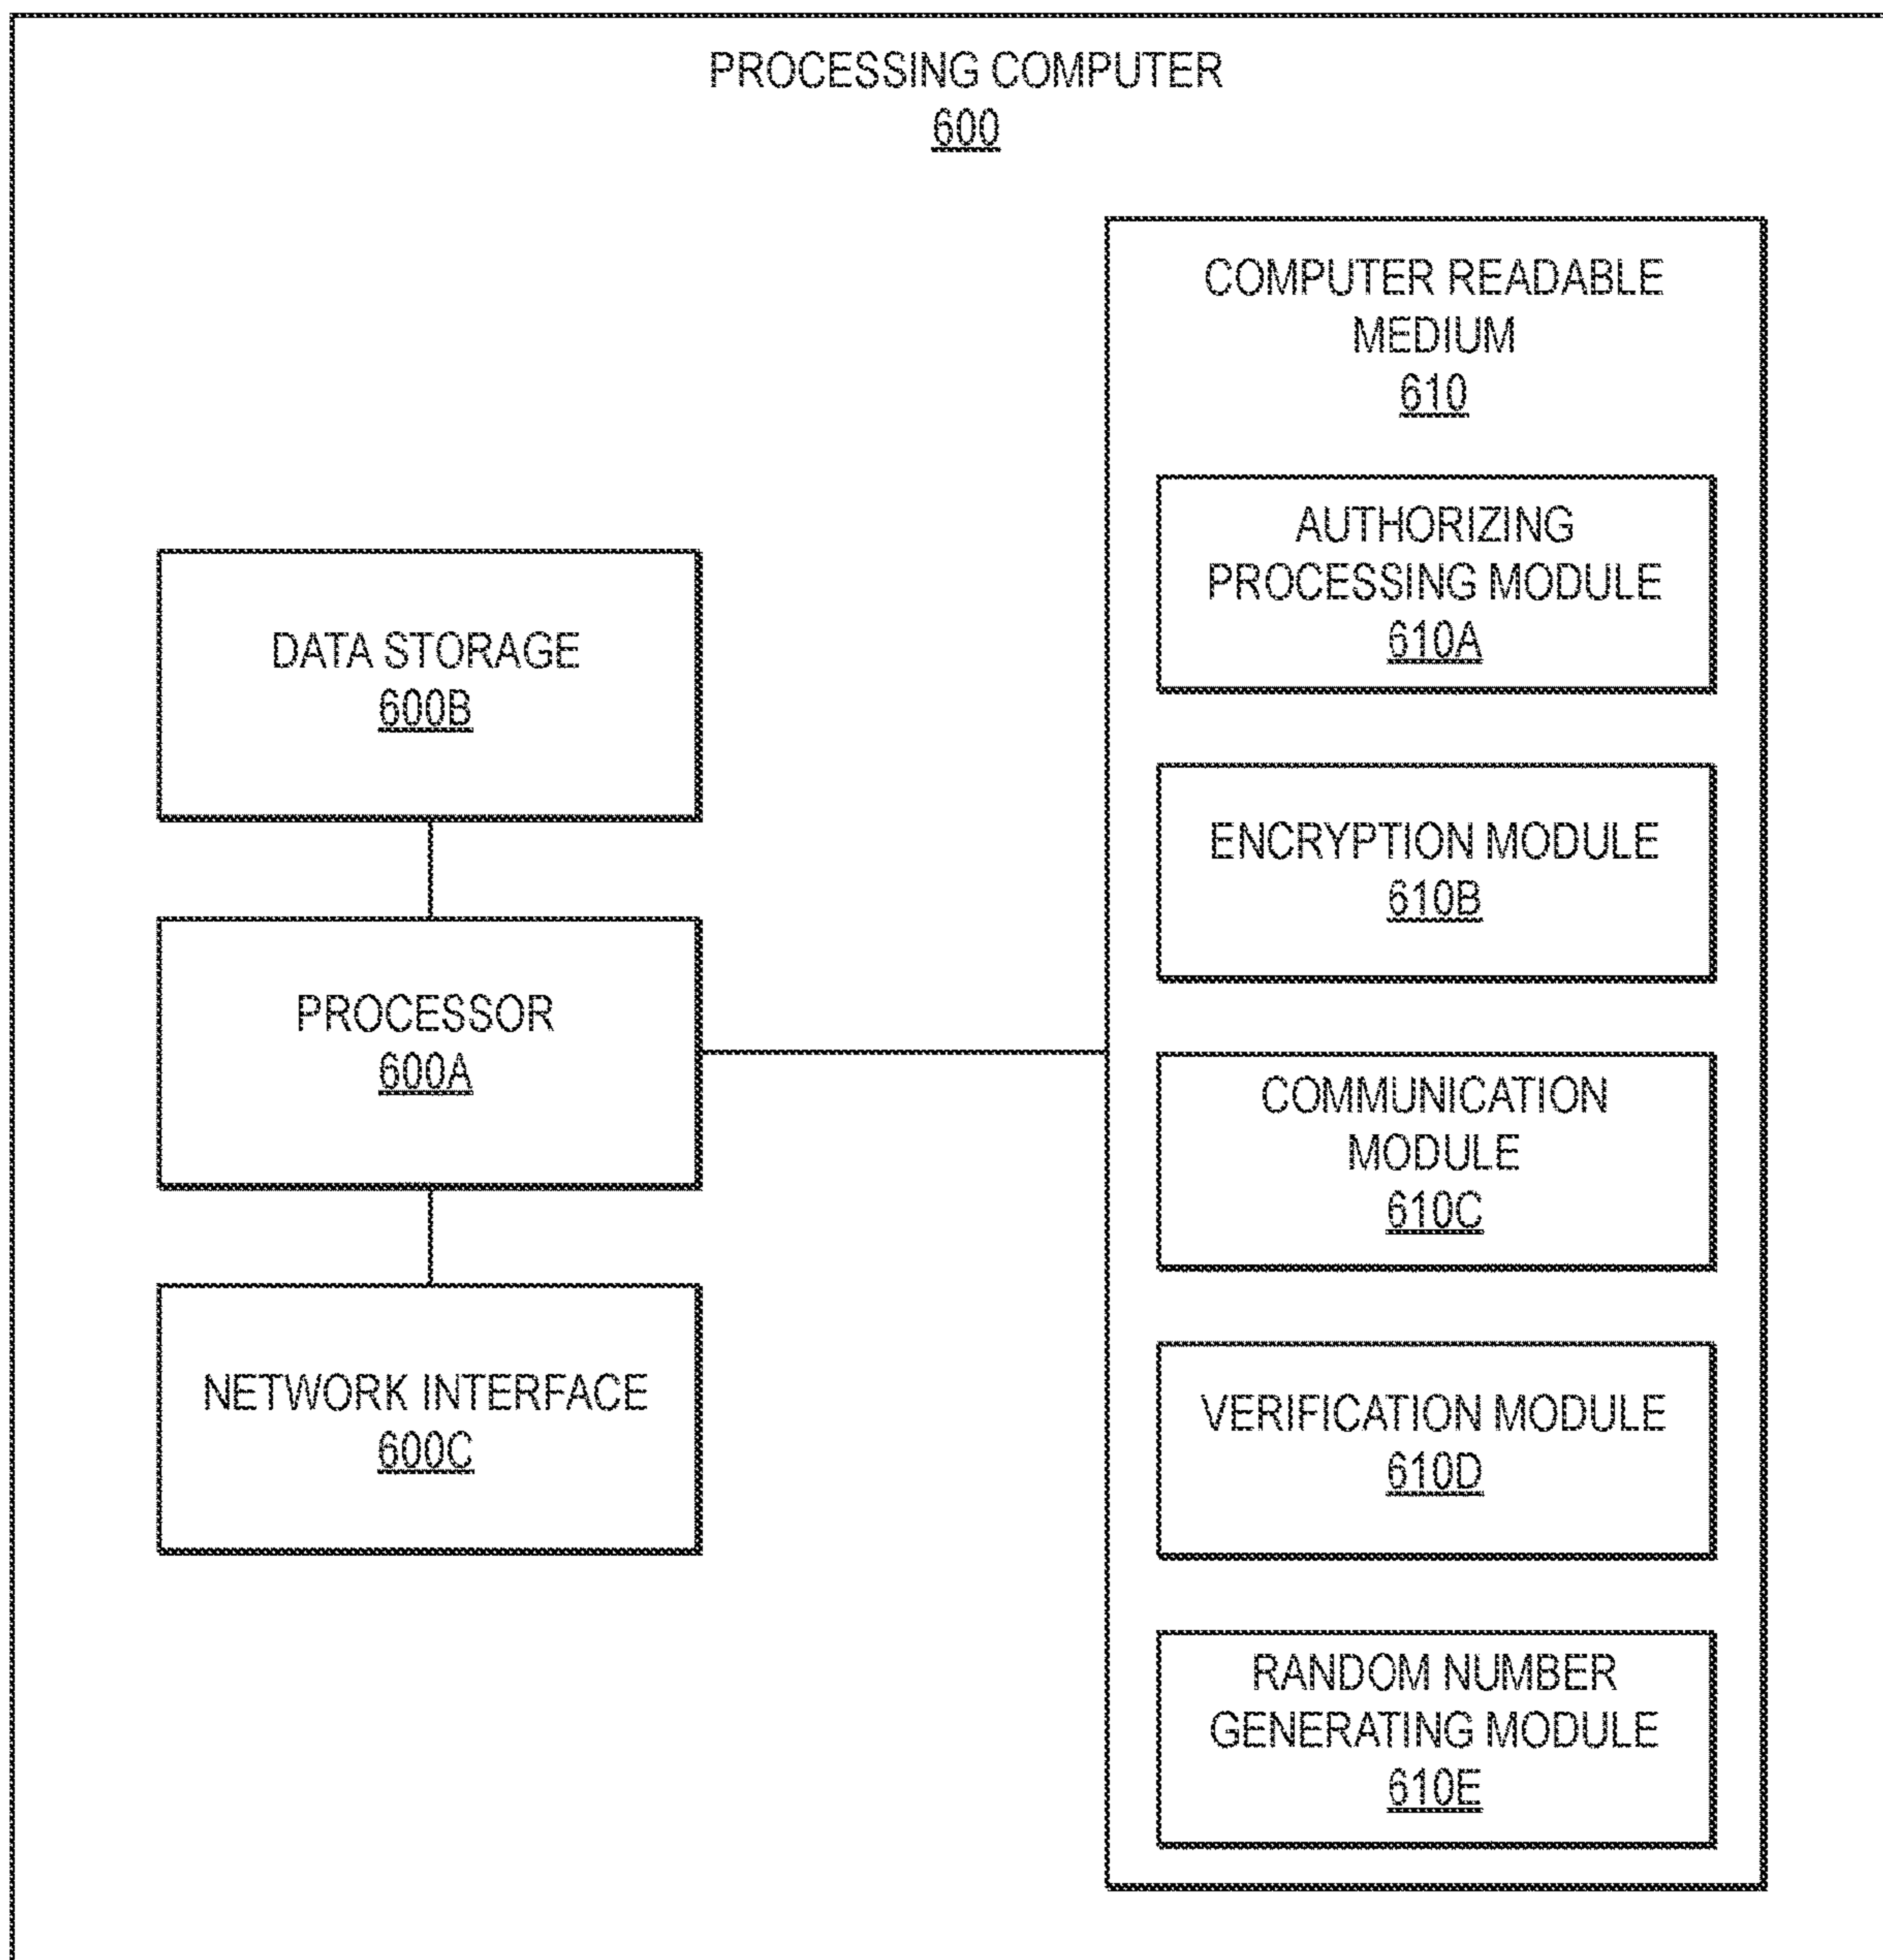 PROCESSING COMPUTER
600
COMPUTER READABLE
MEDIUM
610
AUTHORIZING
PROCESSING MODULE
610A
DATA STORAGE
600B
ENCRYPTION MODULE
610B
PROCESSOR
600A
COMMUNICATION
MODULE
610C
NETWORK INTERFACE
600C
VERIFICATION MODULE
610D
RANDOM NUMBER
GENERATING MODULE
610E